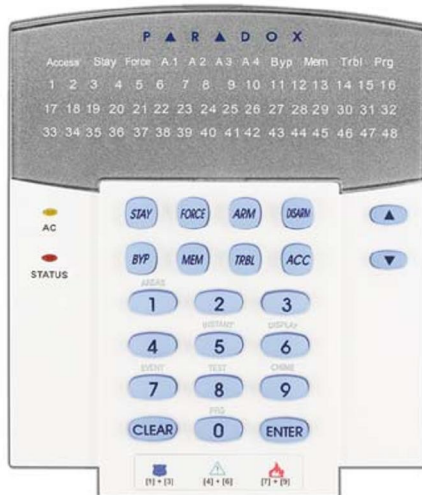 PARADOX
Access Stay Force A1 A2 A3 A4 Byp Mem Trbl Prg
1 2 3 4 5 6 7 8 9 10 11 12 13 14 15 16
17 18 19 20 21 22 23 24 25 26 27 28 29 30 31 32
33 34 35 36 37 38 39 40 41 42 43 44 45 46 47 48
STAY FORCE ARM DISARM
AC
BYP MEM TRBL ACC
STATUS
AREAS
1 2 3
INSTANT DISPLAY
4 5 6
EVENT TEST CHIME
7 8 9
PRG
CLEAR 0 ENTER
[1] + [3] [4] + [6] [7] + [9]